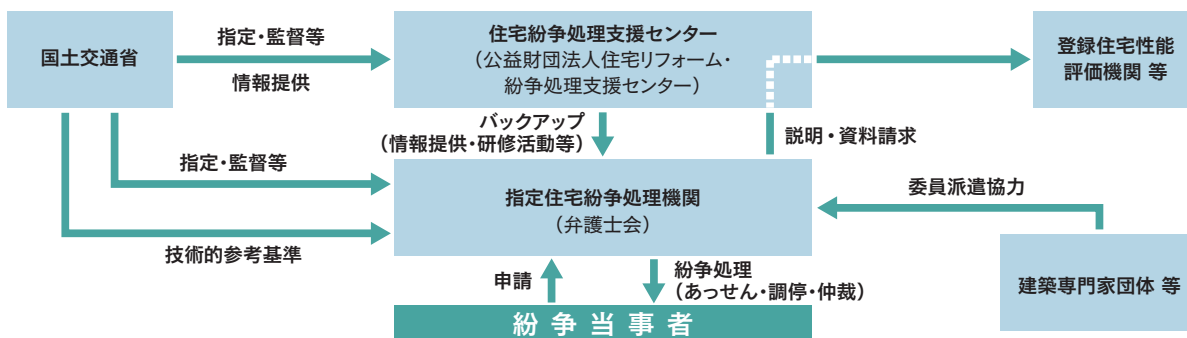 国土交通省
指定・監督等
情報提供
住宅紛争処理支援センター
（公益財団法人住宅リフォーム・
紛争処理支援センター）
登録住宅性能
評価機関 等
バックアップ
（情報提供・研修活動等）
説明・資料請求
指定・監督等
指定住宅紛争処理機関
（弁護士会）
委員派遣協力
技術的参考基準
建築専門家団体 等
申請
紛争処理
（あっせん・調停・仲裁）
紛争当事者